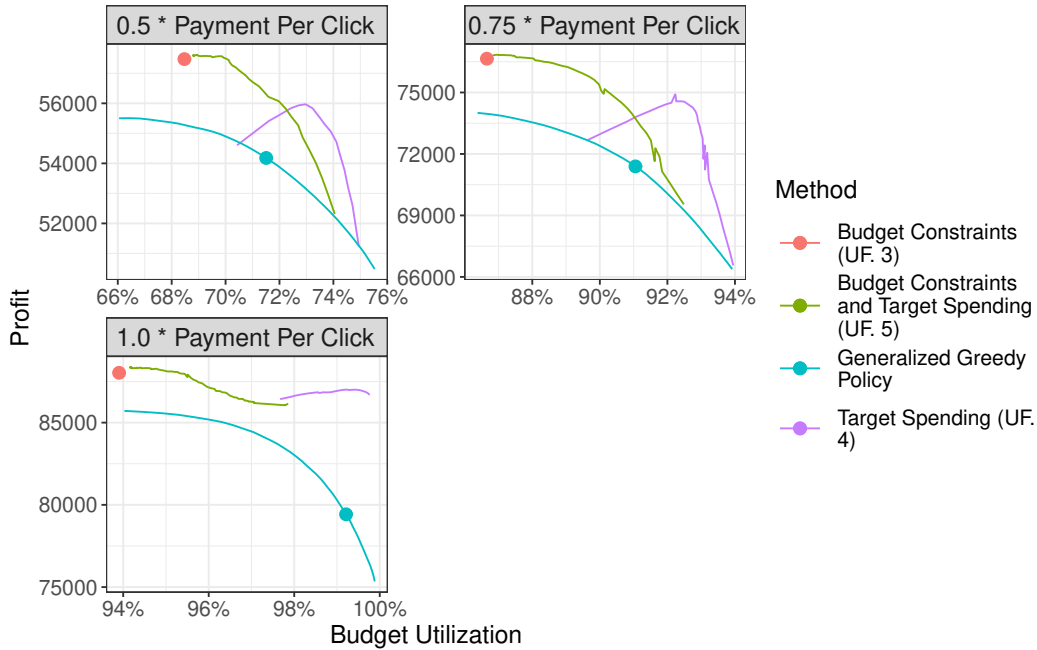 0.5 * Payment Per Click
0.75 * Payment Per Click
56000
54000
52000
66%
68%
70%
72%
74%
76%
75000
72000
69000
66000
88%
90%
92%
94%
1.0 * Payment Per Click
85000
80000
75000
94%
96%
98%
100%
Profit
Budget Utilization
Method
Budget Constraints
(UF. 3)
Budget Constraints
and Target Spending
(UF. 5)
Generalized Greedy
Policy
Target Spending (UF.
4)